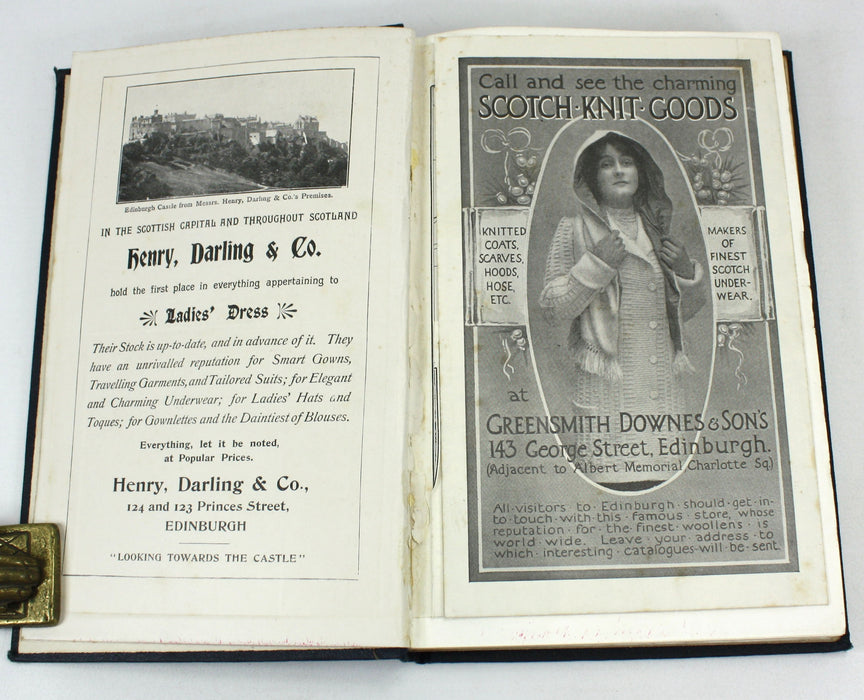 Edinburgh Castle from Messrs. Henry, Darling & Co.'s Premises.
IN THE SCOTTISH CAPITAL AND THROUGHOUT SCOTLAND
Henry, Darling & Co.
hold the first place in everything appertaining to
Ladies' Dress
Their Stock is up-to-date, and in advance of it. They
have an unrivalled reputation for Smart Gowns,
Travelling Garments, and Tailored Suits; for Elegant
and Charming Underwear; for Ladies' Hats and
Toques; for Gownlettes and the Daintiest of Blouses.
Everything, let it be noted,
at Popular Prices.
Henry, Darling & Co.,
124 and 123 Princes Street,
EDINBURGH
"LOOKING TOWARDS THE CASTLE"
Call and see the charming
SCOTCH·KNIT·GOODS
KNITTED
COATS,
SCARVES,
HOODS,
HOSE,
ETC.
MAKERS
OF
FINEST
SCOTCH
UNDER-
WEAR.
at
GREENSMITH DOWNES & SON'S
143 George Street, Edinburgh.
(Adjacent to Albert Memorial Charlotte Sq)
All·visitors·to·Edinburgh·should·get·in-
to·touch·with·this·famous·store, whose
reputation·for·the·finest·woollens·is
world·wide. Leave·your·address·to
which·interesting·catalogues·will·be·sent.